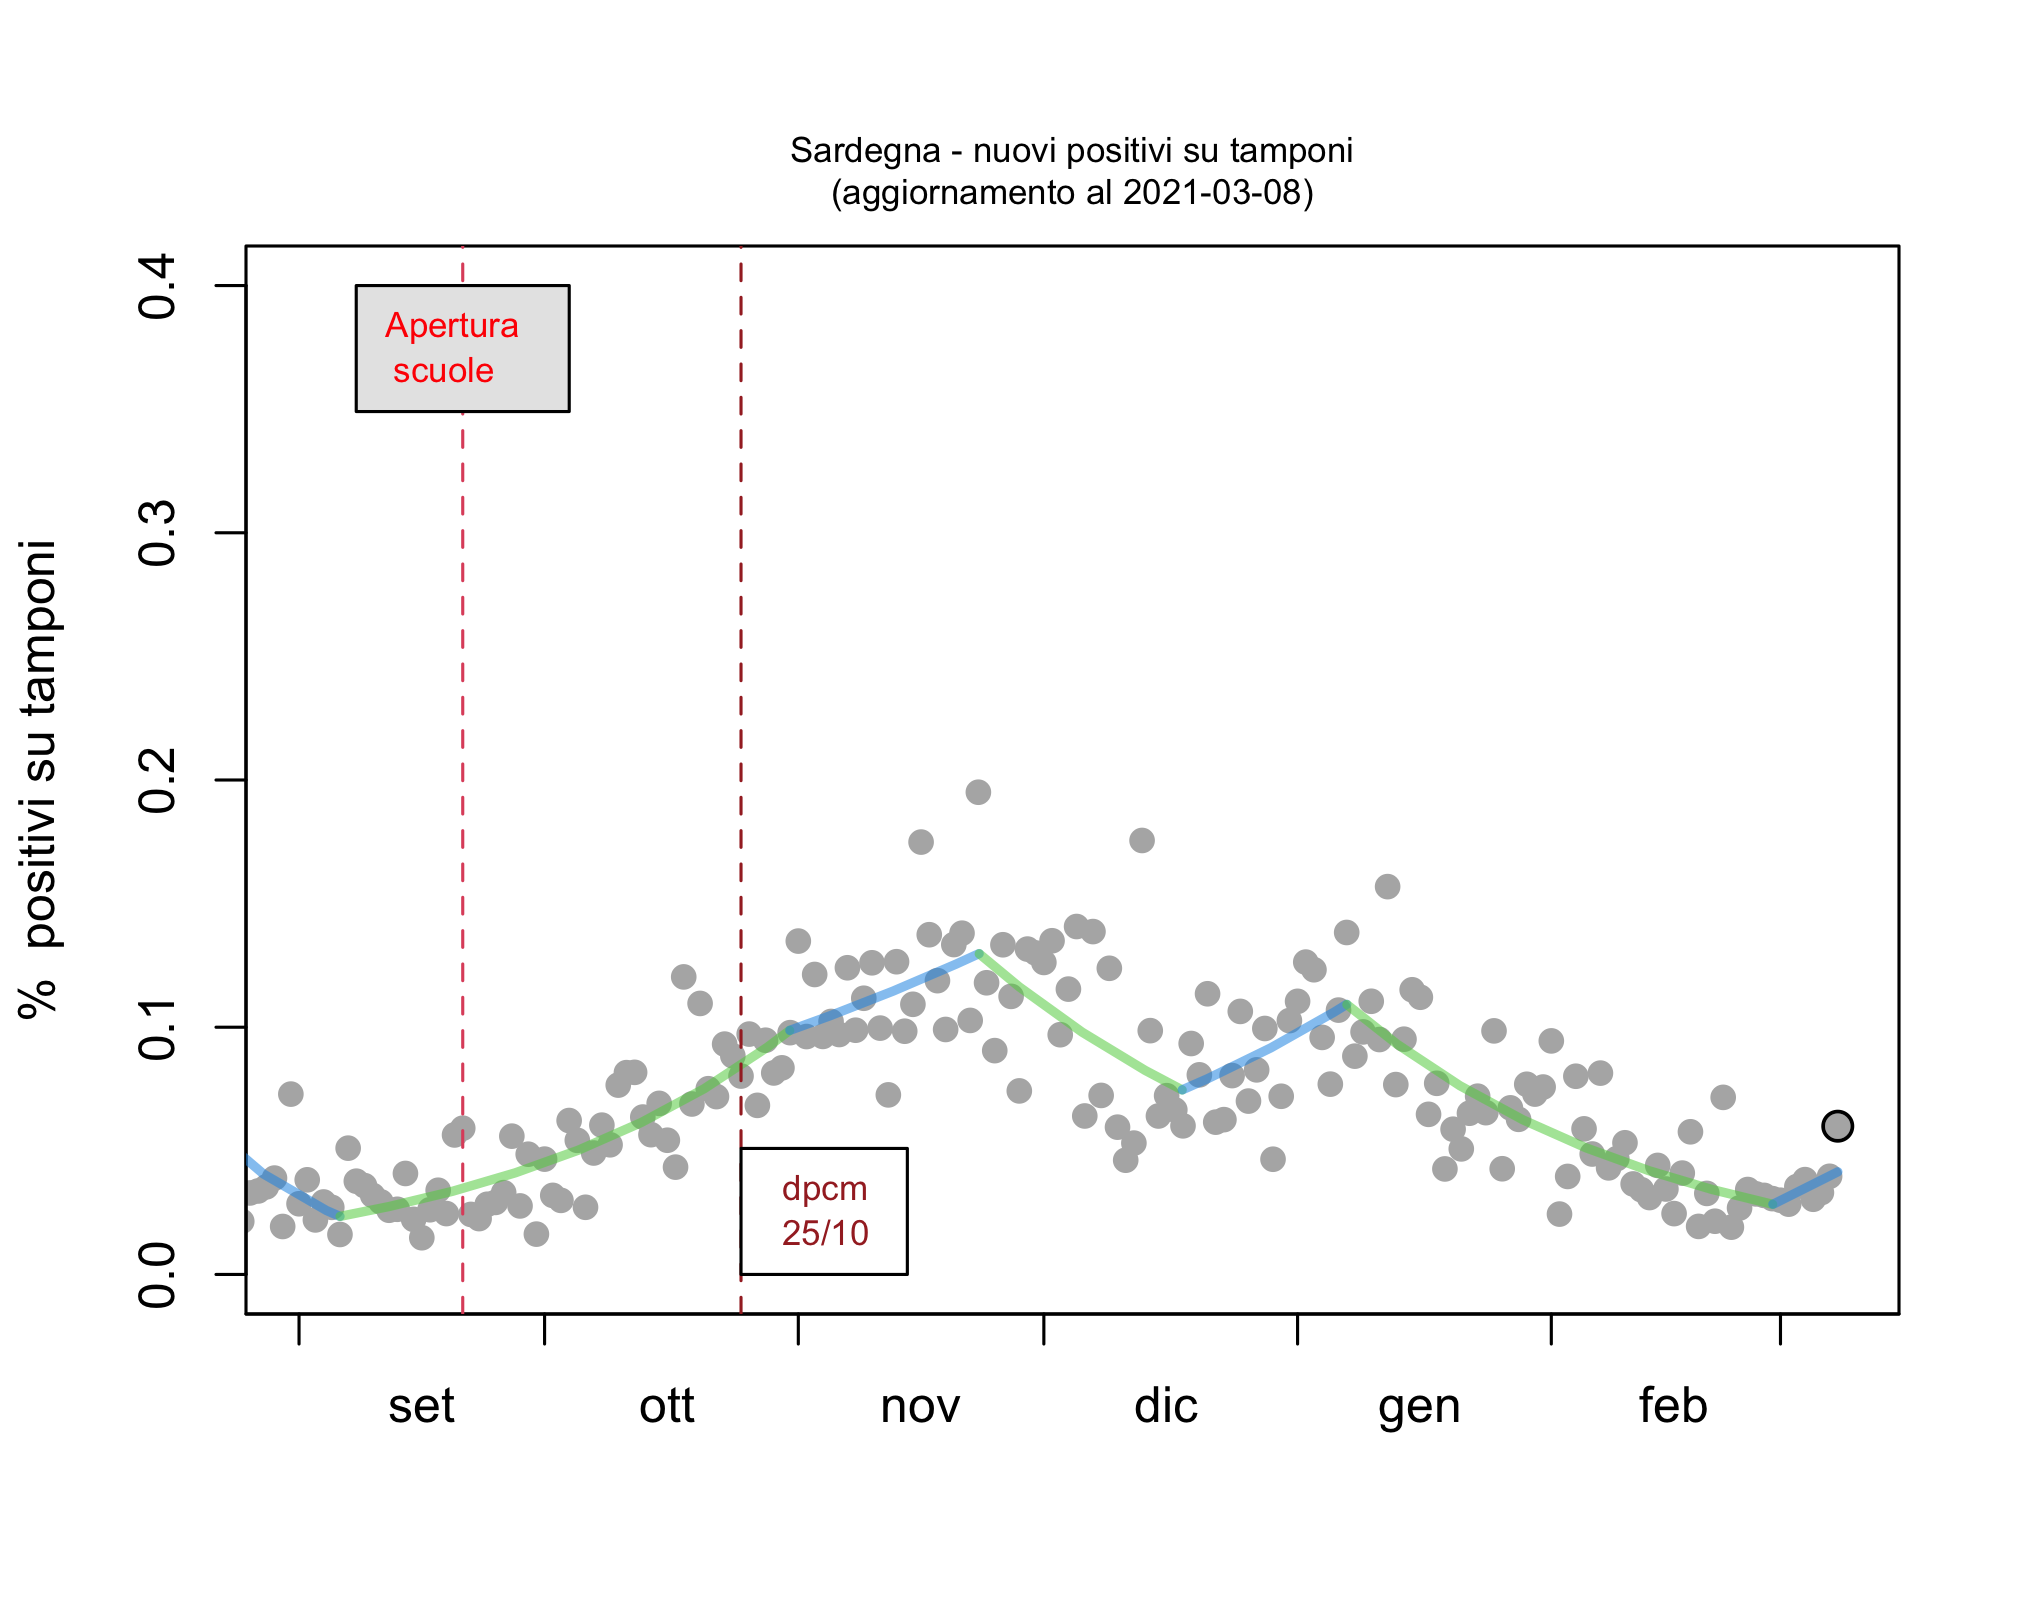 Sardegna - nuovi positivi su tamponi
(aggiornamento al 2021-03-08)
% positivi su tamponi
0.4
0.3
0.2
0.1
0.0
Apertura
scuole
dpcm
25/10
set
ott
nov
dic
gen
feb